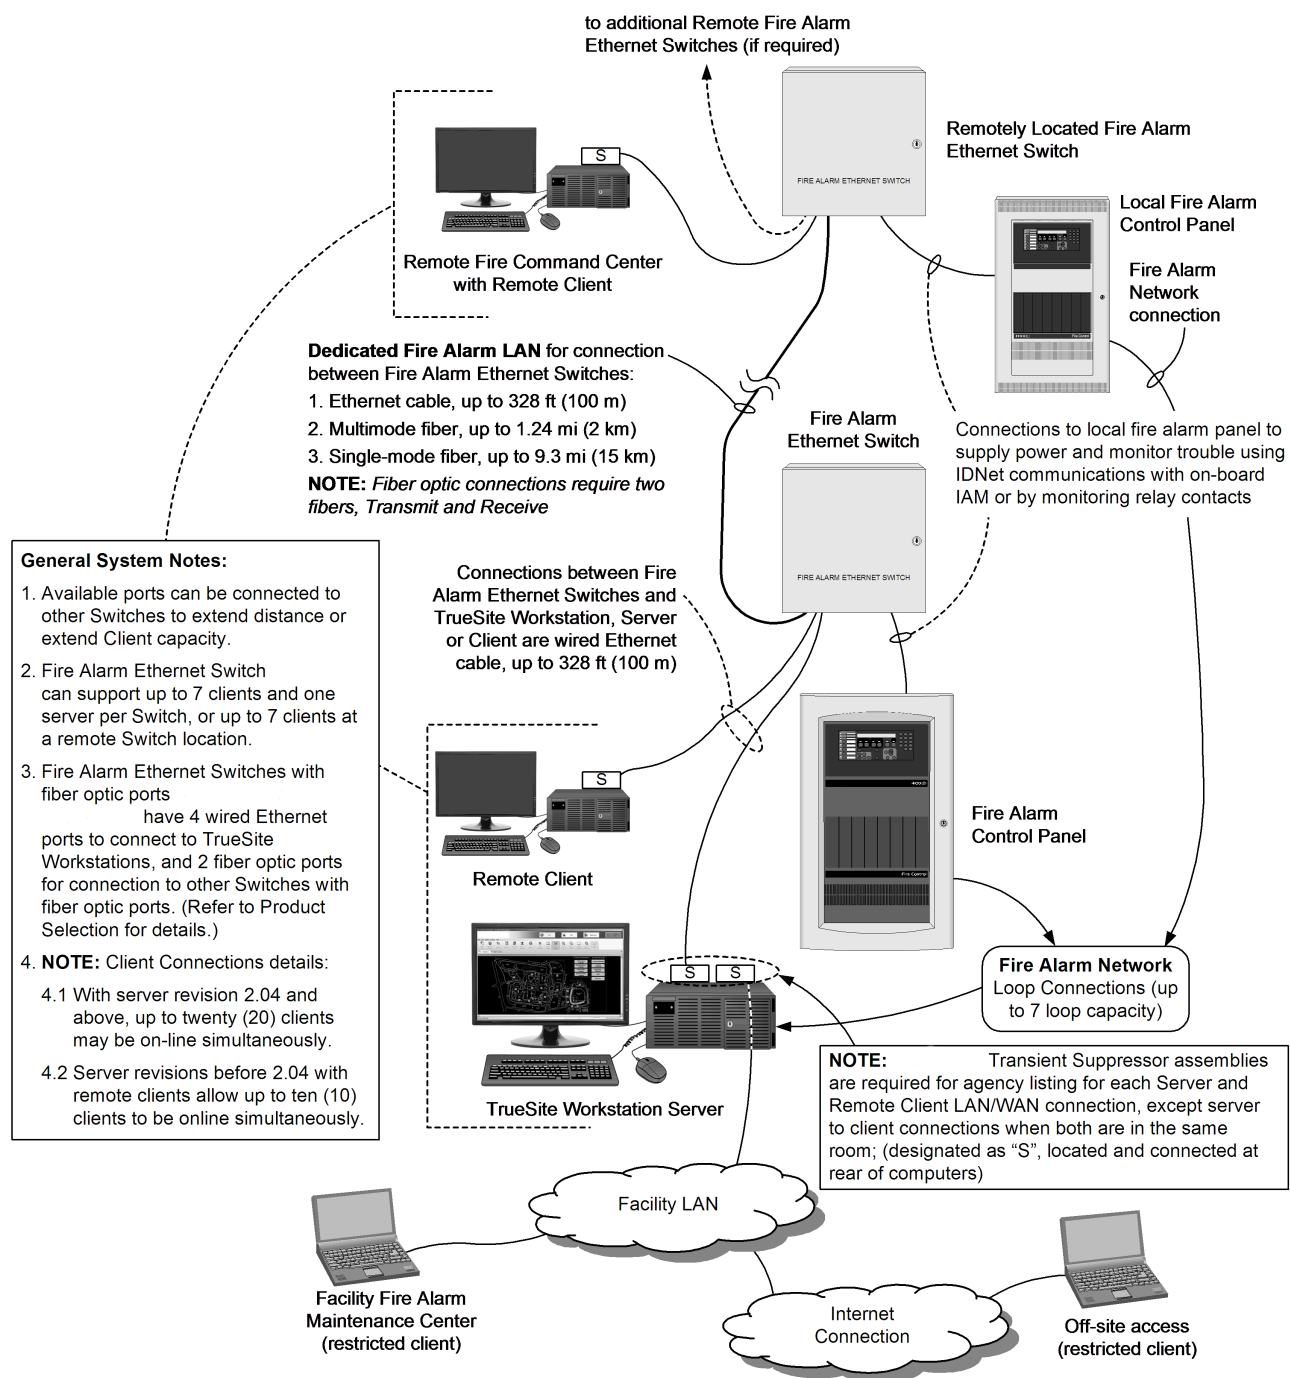 to additional Remote Fire Alarm
Ethernet Switches (if required)
FIRE ALARM ETHERNET SWITCH
Remotely Located Fire Alarm
Ethernet Switch
S
Remote Fire Command Center
with Remote Client
Local Fire Alarm
Control Panel
Fire Alarm
Network
connection
Dedicated Fire Alarm LAN for connection
between Fire Alarm Ethernet Switches:
1. Ethernet cable, up to 328 ft (100 m)
2. Multimode fiber, up to 1.24 mi (2 km)
3. Single-mode fiber, up to 9.3 mi (15 km)
NOTE: Fiber optic connections require two
fibers, Transmit and Receive
Fire Alarm
Ethernet Switch
FIRE ALARM ETHERNET SWITCH
Connections to local fire alarm panel to
supply power and monitor trouble using
IDNet communications with on-board
IAM or by monitoring relay contacts
Connections between Fire
Alarm Ethernet Switches and
TrueSite Workstation, Server
or Client are wired Ethernet
cable, up to 328 ft (100 m)
General System Notes:
1. Available ports can be connected to
other Switches to extend distance or
extend Client capacity.
2. Fire Alarm Ethernet Switch
can support up to 7 clients and one
server per Switch, or up to 7 clients at
a remote Switch location.
3. Fire Alarm Ethernet Switches with
fiber optic ports
have 4 wired Ethernet
ports to connect to TrueSite
Workstations, and 2 fiber optic ports
for connection to other Switches with
fiber optic ports. (Refer to Product
Selection for details.)
4. NOTE: Client Connections details:
4.1 With server revision 2.04 and
above, up to twenty (20) clients
may be on-line simultaneously.
4.2 Server revisions before 2.04 with
remote clients allow up to ten (10)
clients to be online simultaneously.
S
Remote Client
Fire Control
Fire Alarm
Control Panel
S S
TrueSite Workstation Server
Fire Alarm Network
Loop Connections (up
to 7 loop capacity)
NOTE: Transient Suppressor assemblies
are required for agency listing for each Server and
Remote Client LAN/WAN connection, except server
to client connections when both are in the same
room; (designated as “S”, located and connected at
rear of computers)
Facility LAN
Facility Fire Alarm
Maintenance Center
(restricted client)
Internet
Connection
Off-site access
(restricted client)